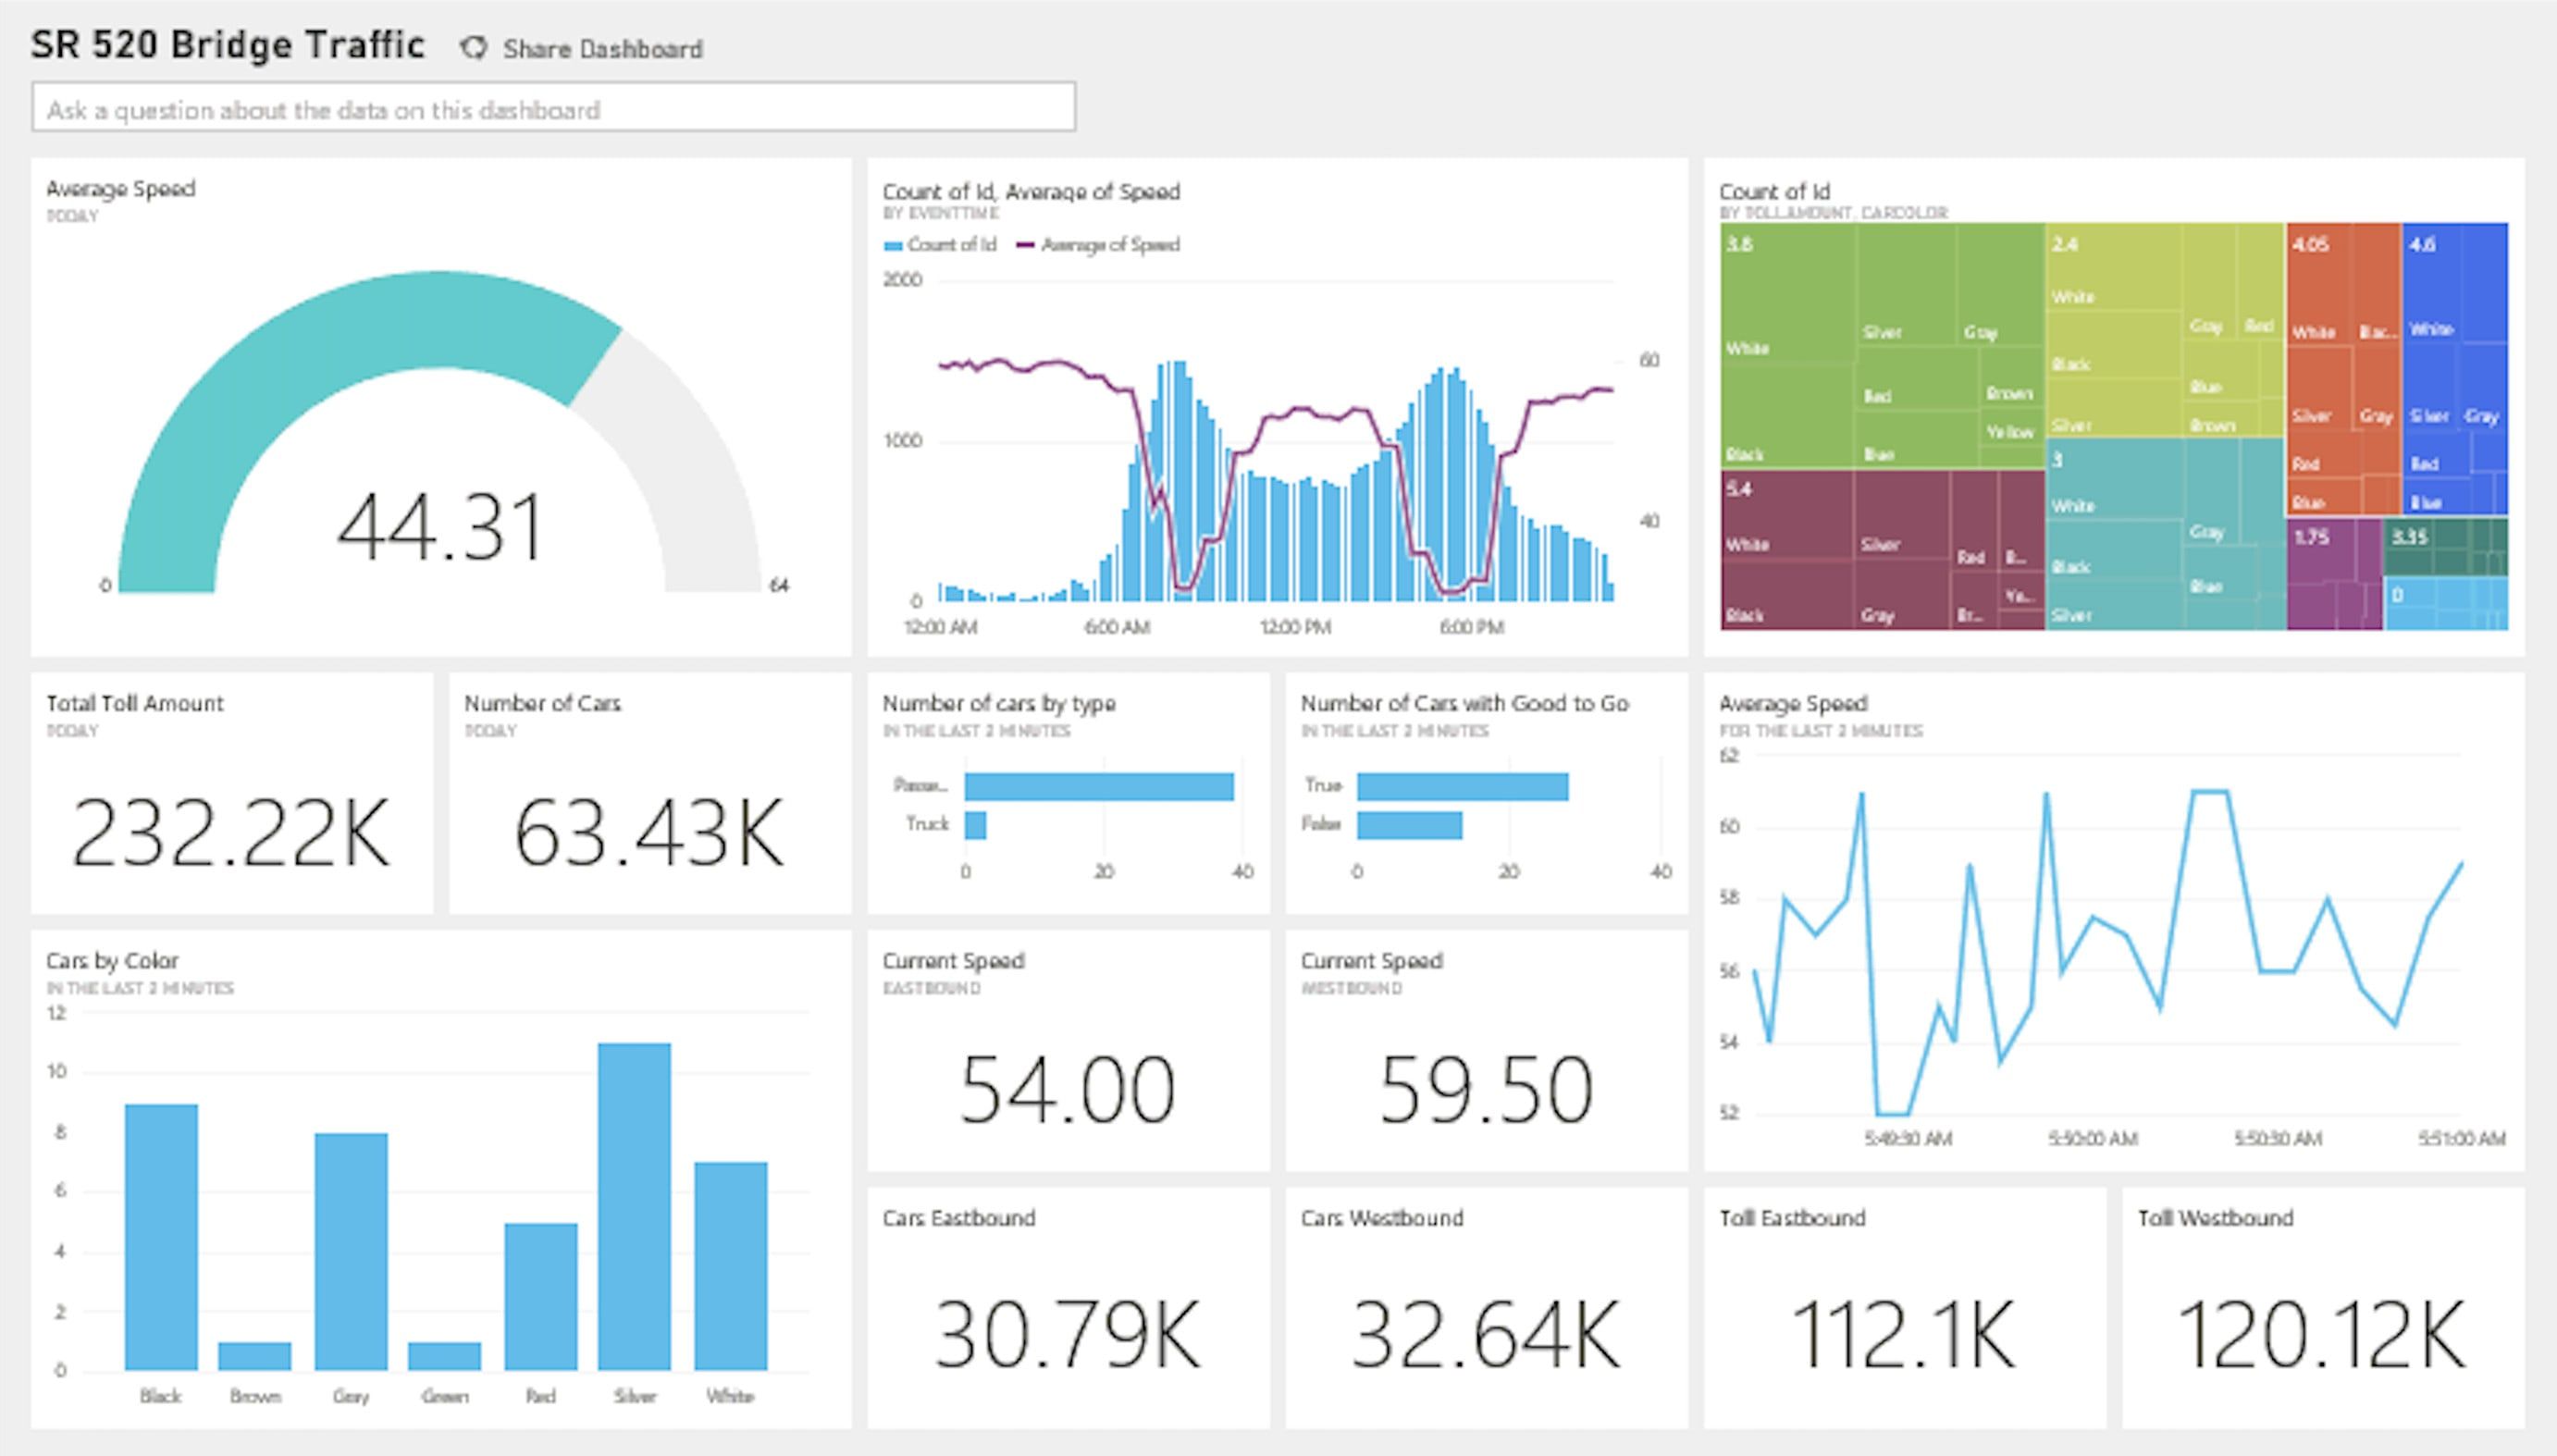 SR 520 Bridge Traffic Share Dashboard
Ask a question about the data on this dashboard
Average Speed
TODAY
44.31
0
64
Count of Id, Average of Speed
BY EVENTTIME
Count of Id Average of Speed
2000
60
1000
40
0
12:00 AM 6:00 AM 12:00 PM 6:00 PM
Count of Id
BY TOLLAMOUNT, CARCOLOR
3.8
White
Black
Silver
Gray
Red
Brown
Yellow
Blue
5.4
White
Black
Silver
Gray
Red
B...
Br...
Ye...
2.4
White
Black
Silver
Gray
Red
Blue
Brown
3
White
Black
Silver
Gray
Blue
4.05
White
Blac...
Silver
Gray
Red
Blue
4.6
White
Silver
Gray
Red
Blue
1.75
3.35
0
Total Toll Amount
TODAY
232.22K
Number of Cars
TODAY
63.43K
Number of cars by type
IN THE LAST 2 MINUTES
Passe...
Truck
0 20 40
Number of Cars with Good to Go
IN THE LAST 2 MINUTES
True
False
0 20 40
Average Speed
FOR THE LAST 2 MINUTES
62
60
58
56
54
52
5:49:30 AM 5:50:00 AM 5:50:30 AM 5:51:00 AM
Cars by Color
IN THE LAST 2 MINUTES
12
10
8
6
4
2
0
Black Brown Gray Green Red Silver White
Current Speed
EASTBOUND
54.00
Current Speed
WESTBOUND
59.50
Cars Eastbound
30.79K
Cars Westbound
32.64K
Toll Eastbound
112.1K
Toll Westbound
120.12K